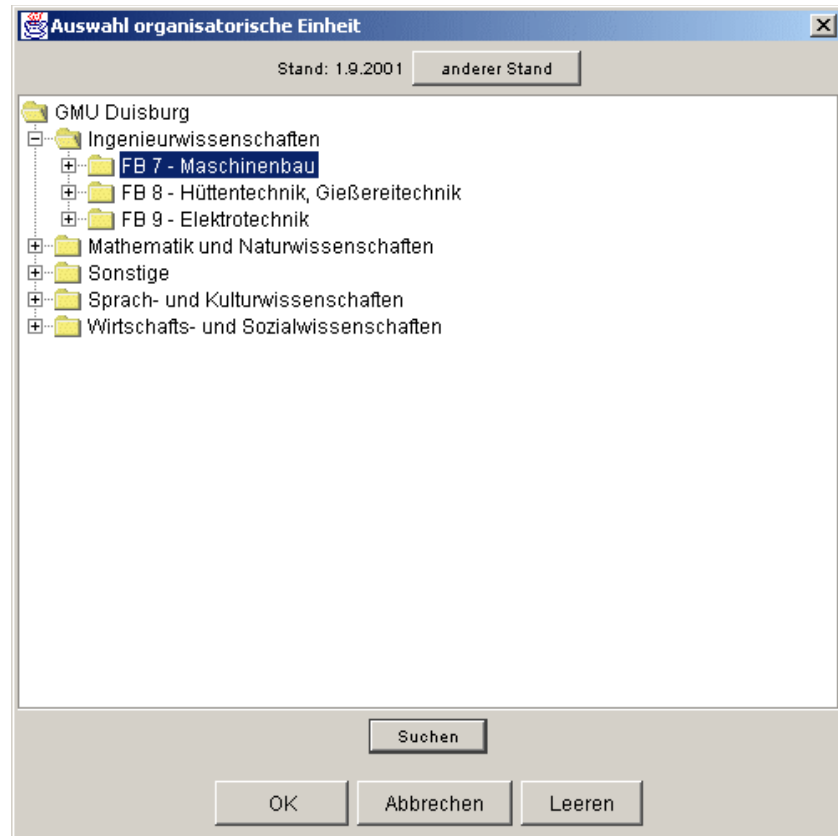 Auswahl organisatorische Einheit
Stand: 1.9.2001 anderer Stand
GMU Duisburg
Ingenieurwissenschaften
FB 7 - Maschinenbau
FB 8 - Hüttentechnik, Gießereitechnik
FB 9 - Elektrotechnik
Mathematik und Naturwissenschaften
Sonstige
Sprach- und Kulturwissenschaften
Wirtschafts- und Sozialwissenschaften
Suchen
OK Abbrechen Leeren